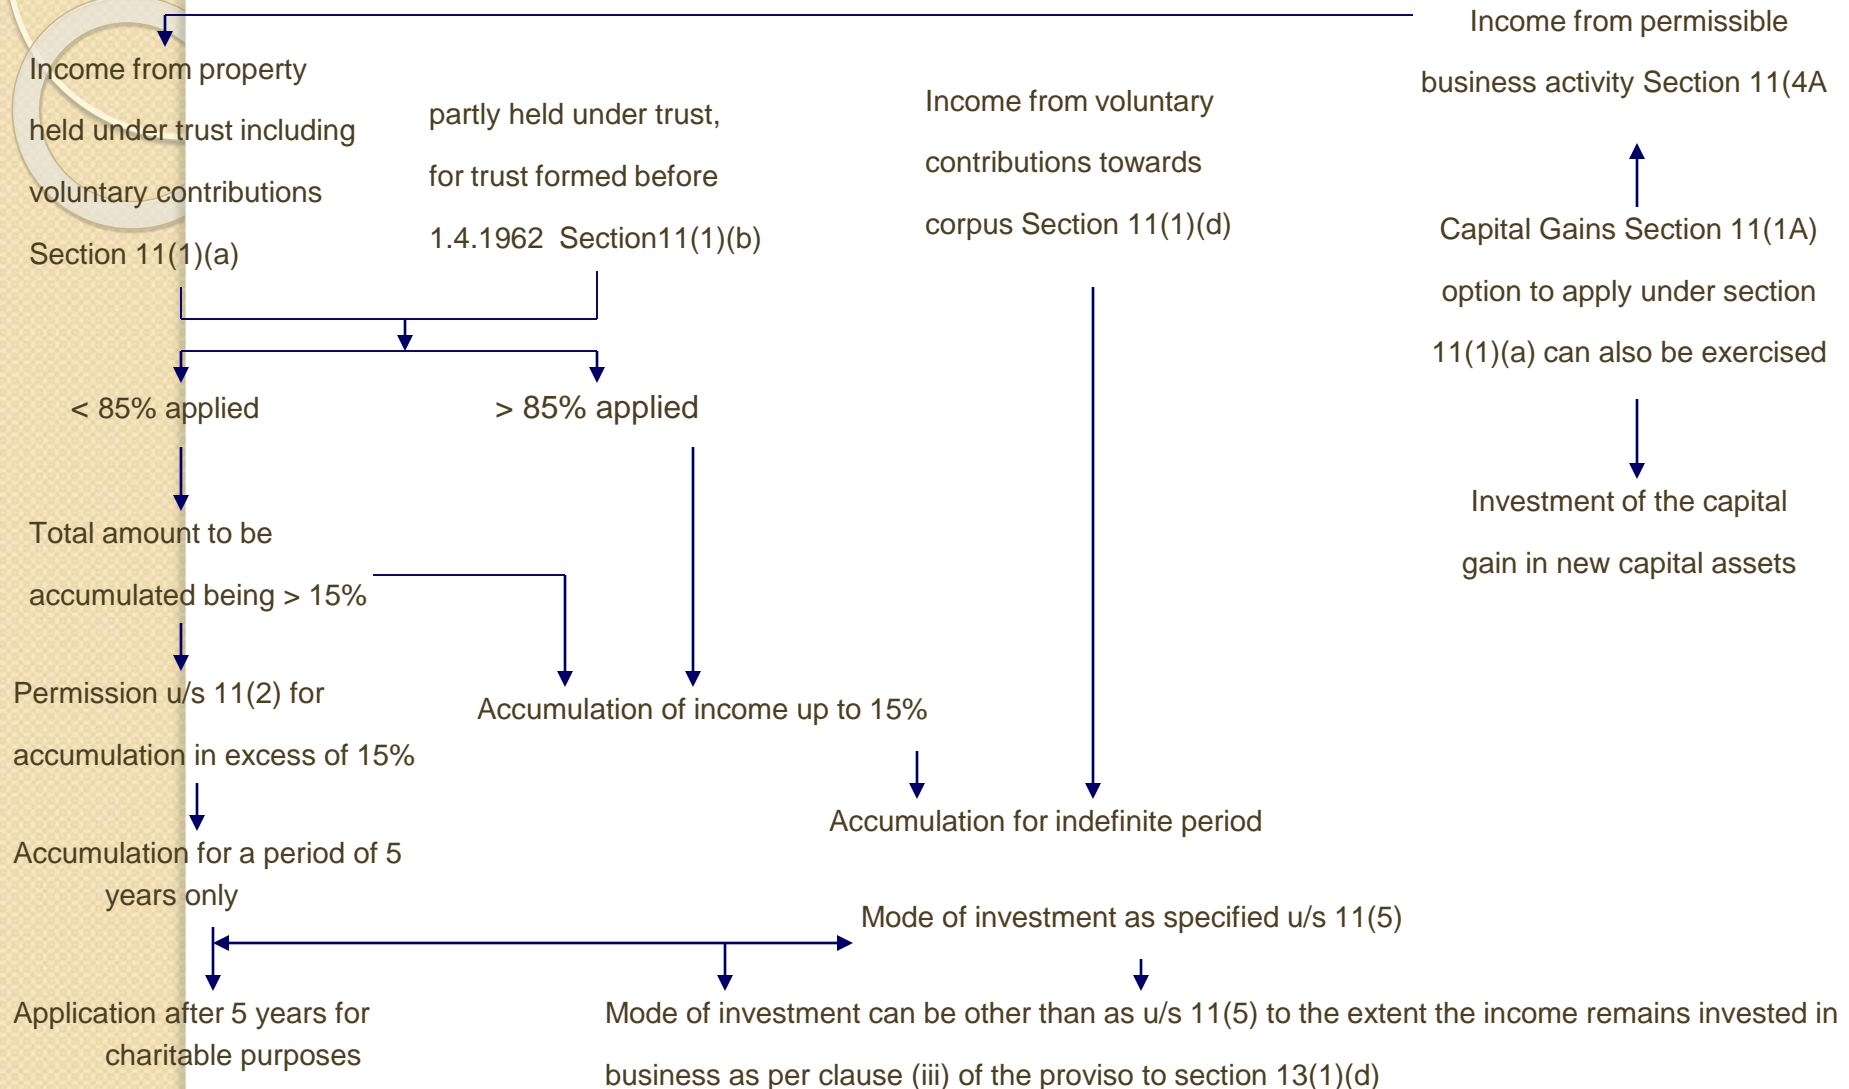 Income from property
held under trust including
voluntary contributions
Section 11(1)(a)
partly held under trust,
for trust formed before
1.4.1962 Section11(1)(b)
Income from voluntary
contributions towards
corpus Section 11(1)(d)
Income from permissible
business activity Section 11(4A
Capital Gains Section 11(1A)
option to apply under section
11(1)(a) can also be exercised
< 85% applied
> 85% applied
Investment of the capital
gain in new capital assets
Total amount to be
accumulated being > 15%
Permission u/s 11(2) for
accumulation in excess of 15%
Accumulation of income up to 15%
Accumulation for indefinite period
Accumulation for a period of 5
years only
Mode of investment as specified u/s 11(5)
Application after 5 years for
charitable purposes
Mode of investment can be other than as u/s 11(5) to the extent the income remains invested in
business as per clause (iii) of the proviso to section 13(1)(d)